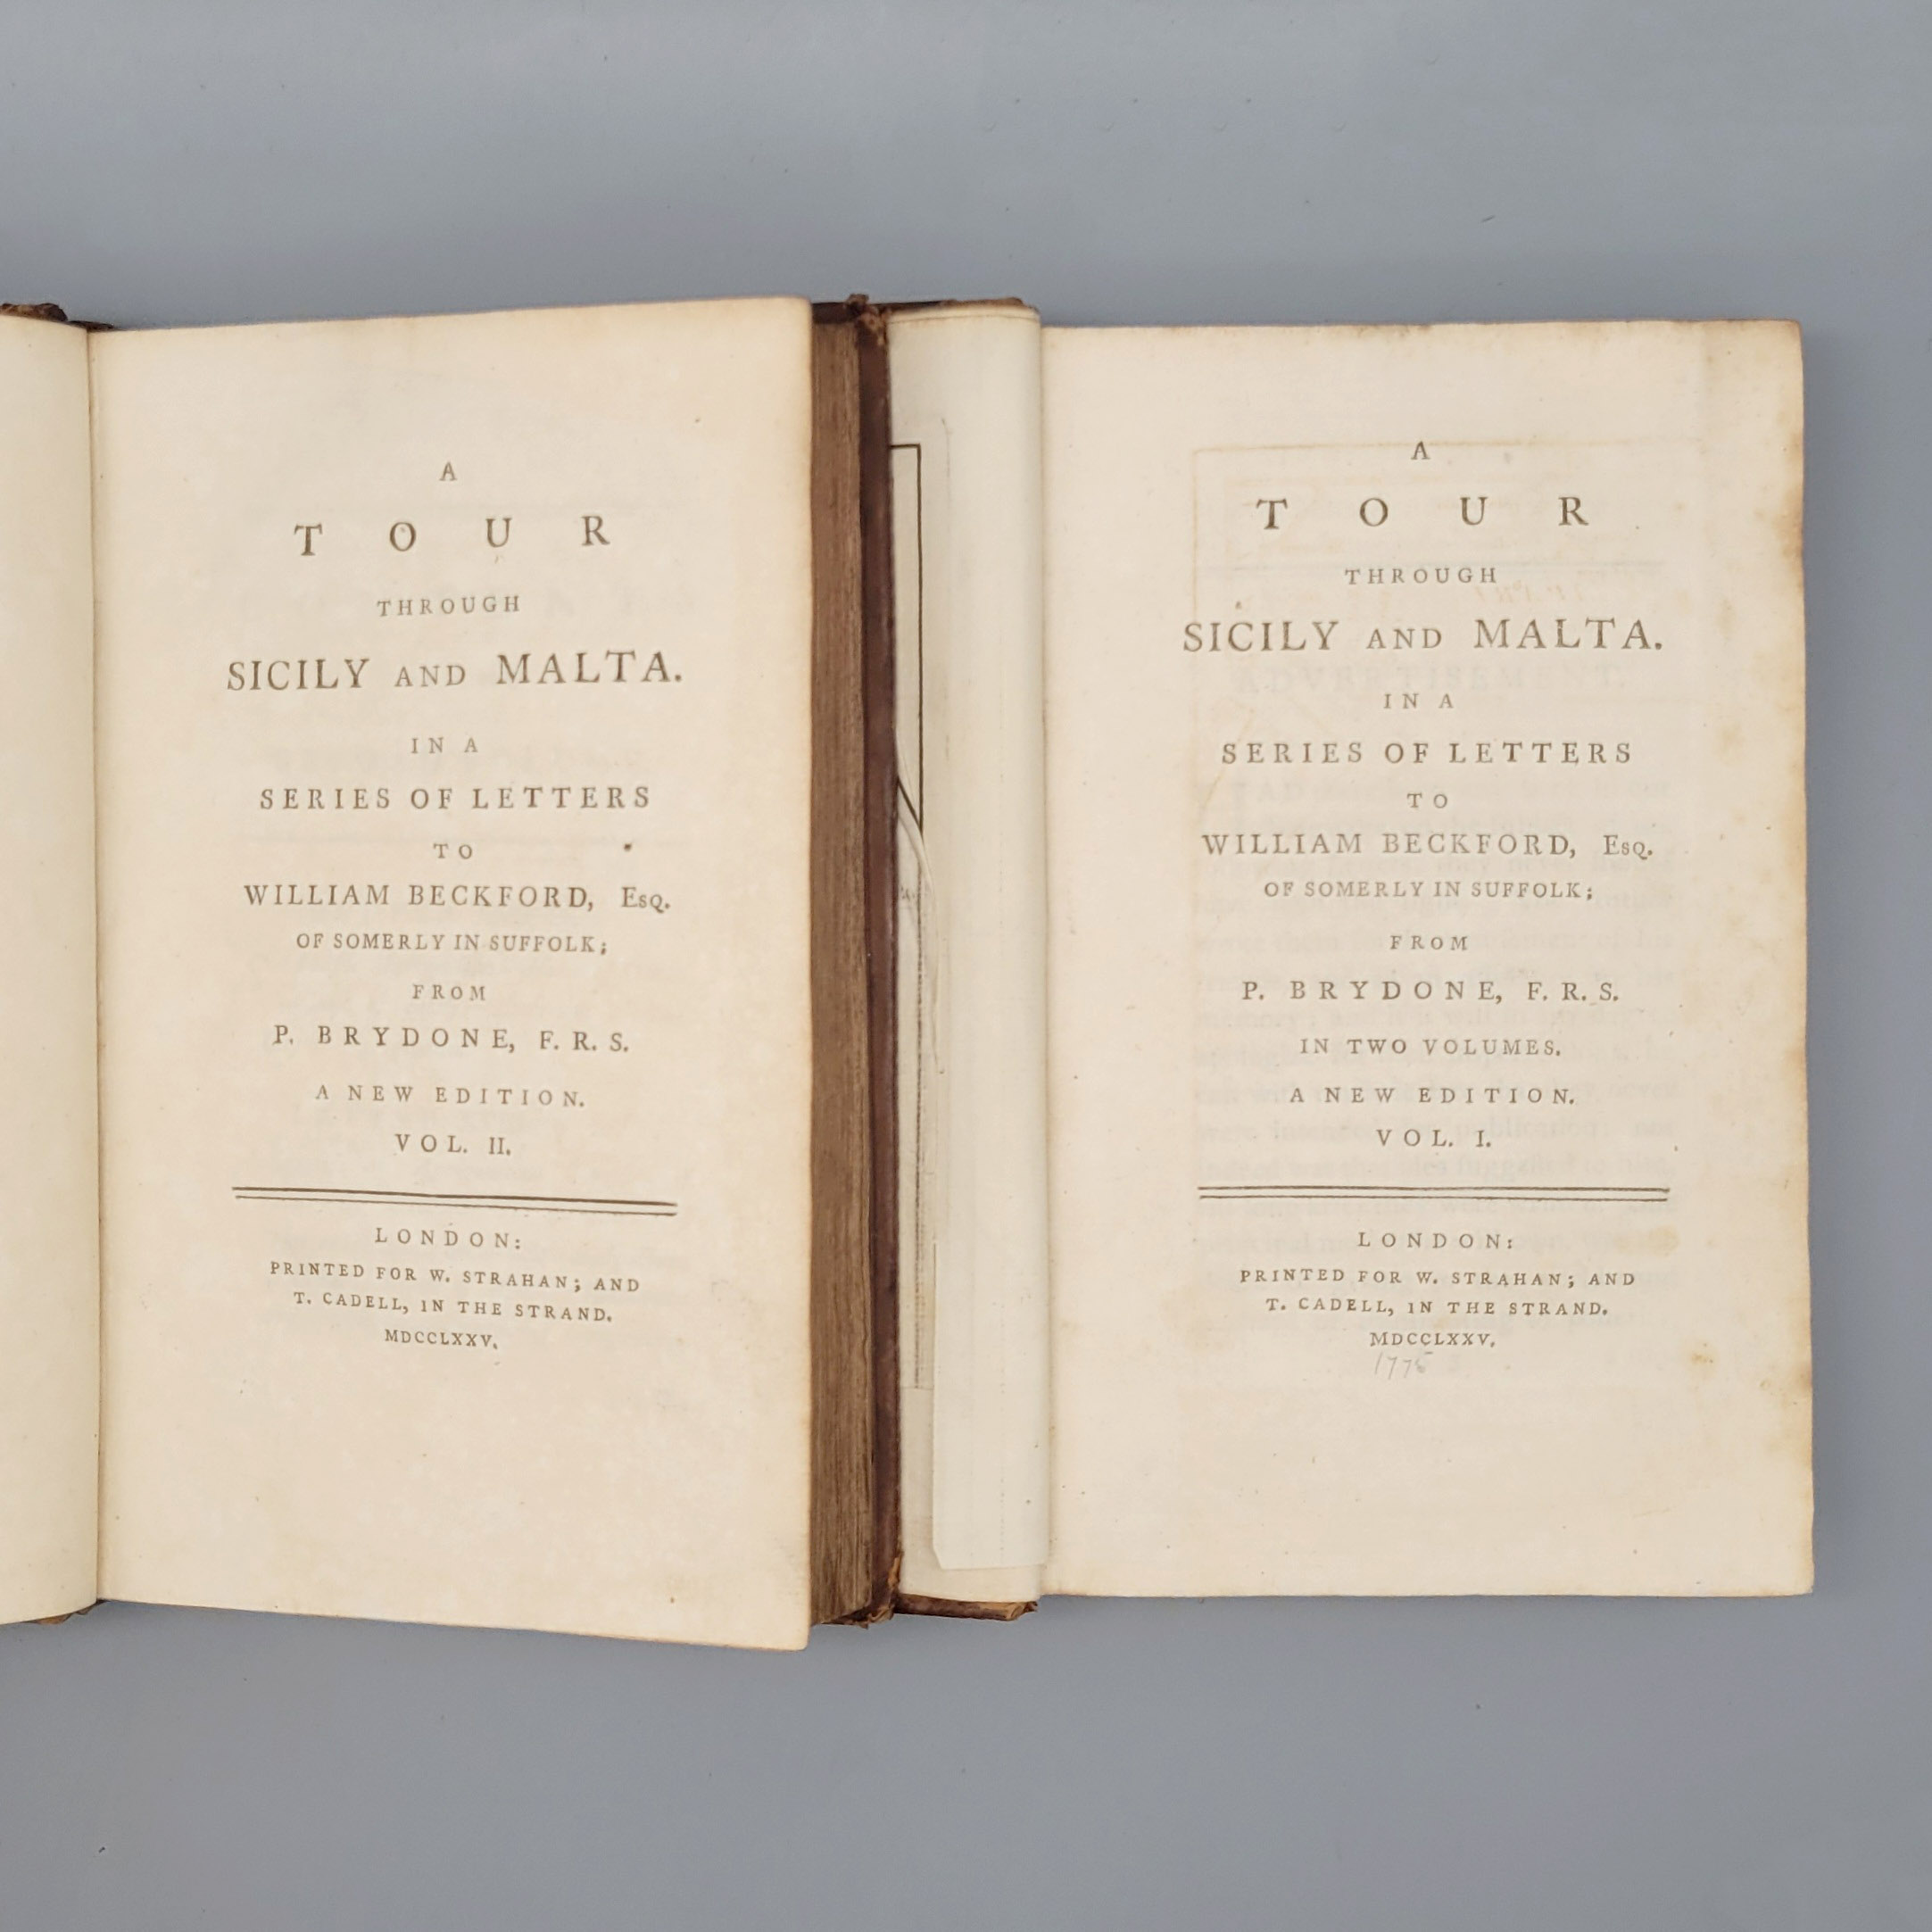 A
TOUR
THROUGH
SICILY AND MALTA.
IN A
SERIES OF LETTERS
TO
WILLIAM BECKFORD, Esq.
OF SOMERLY IN SUFFOLK;
FROM
P. BRYDONE, F. R. S.
A NEW EDITION.
VOL. II.
LONDON:
PRINTED FOR W. STRAHAN; AND
T. CADELL, IN THE STRAND.
MDCCLXXV.
A
TOUR
THROUGH
SICILY AND MALTA.
IN A
SERIES OF LETTERS
TO
WILLIAM BECKFORD, Esq.
OF SOMERLY IN SUFFOLK;
FROM
P. BRYDONE, F. R. S.
IN TWO VOLUMES.
A NEW EDITION.
VOL. I.
LONDON:
PRINTED FOR W. STRAHAN; AND
T. CADELL, IN THE STRAND.
MDCCLXXV.
1775